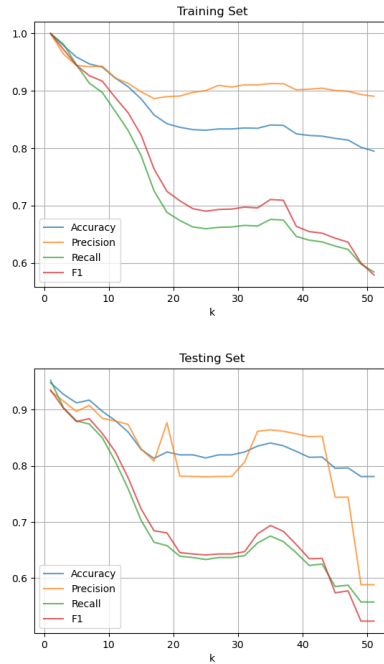 Training Set
1.0
0.9
0.8
0.7
0.6
Accuracy
Precision
Recall
F1
0 10 20 30 40 50
k
Testing Set
0.9
0.8
0.7
0.6
Accuracy
Precision
Recall
F1
0 10 20 30 40 50
k